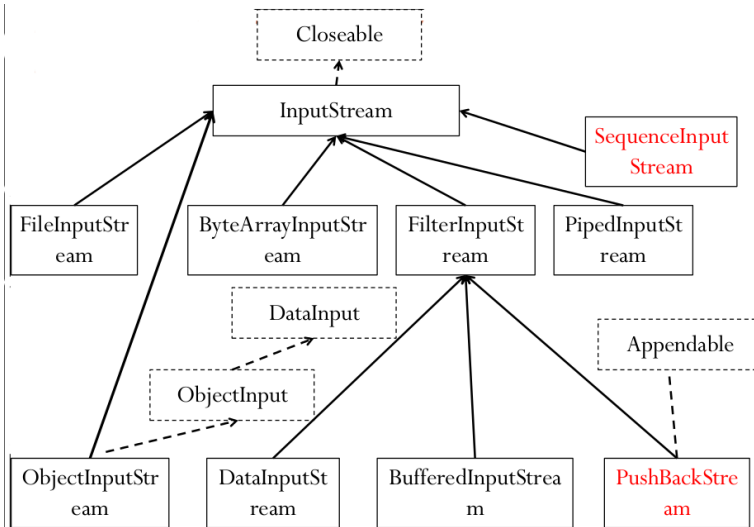 Closeable
InputStream
SequenceInput
Stream
FileInputStr
eam
ByteArrayInputStr
eam
FilterInputSt
ream
PipedInputSt
ream
DataInput
Appendable
ObjectInput
ObjectInputStr
eam
DataInputSt
ream
BufferedInputStrea
m
PushBackStre
am